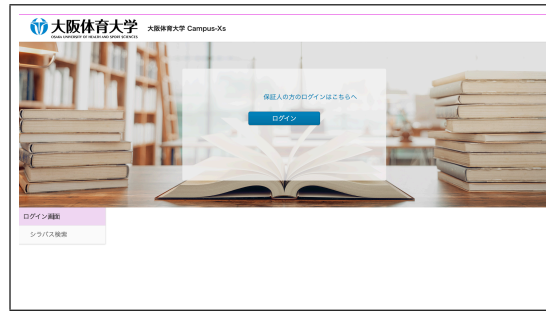 大阪体育大学
OSAKA UNIVERSITY OF HEALTH AND SPORT SCIENCES
大阪体育大学 Campus-Xs
保証人の方のログインはこちらへ
ログイン
ログイン画面
シラバス検索